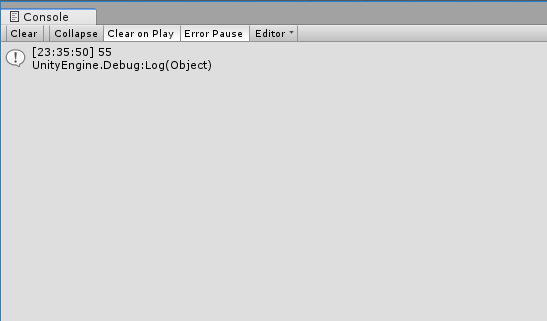 Console
Clear Collapse Clear on Play Error Pause Editor
[23:35:50] 55
UnityEngine.Debug:Log(Object)